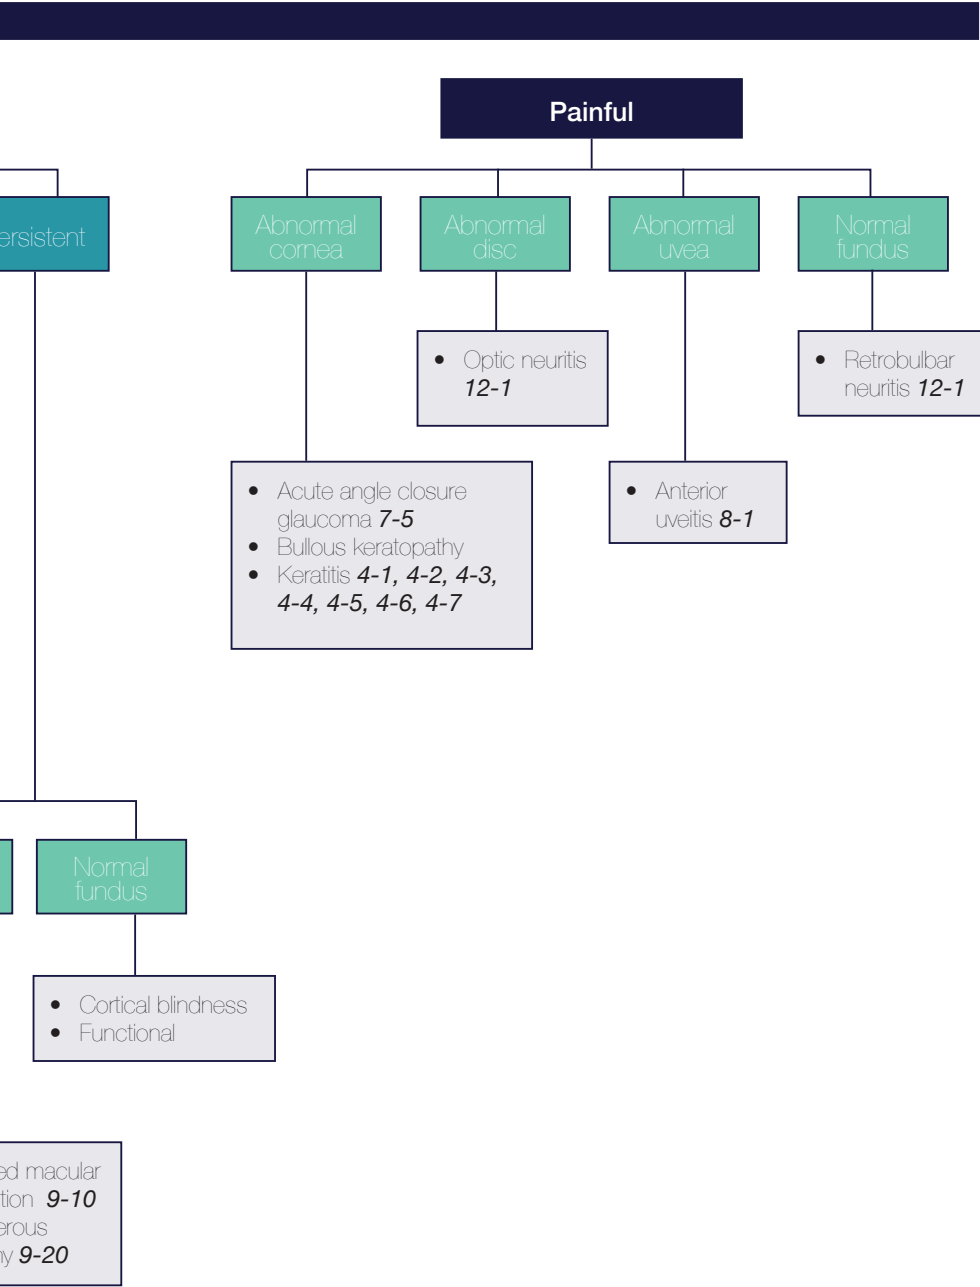 Painful
ersistent
Abnormal
cornea
Abnormal
disc
Abnormal
uvea
Normal
fundus
• Optic neuritis
12-1
• Retrobulbar
neuritis 12-1
• Acute angle closure
glaucoma 7-5
• Bullous keratopathy
• Keratitis 4-1, 4-2, 4-3,
4-4, 4-5, 4-6, 4-7
• Anterior
uveitis 8-1
Normal
fundus
• Cortical blindness
• Functional
ed macular
tion 9-10
erous
ny 9-20